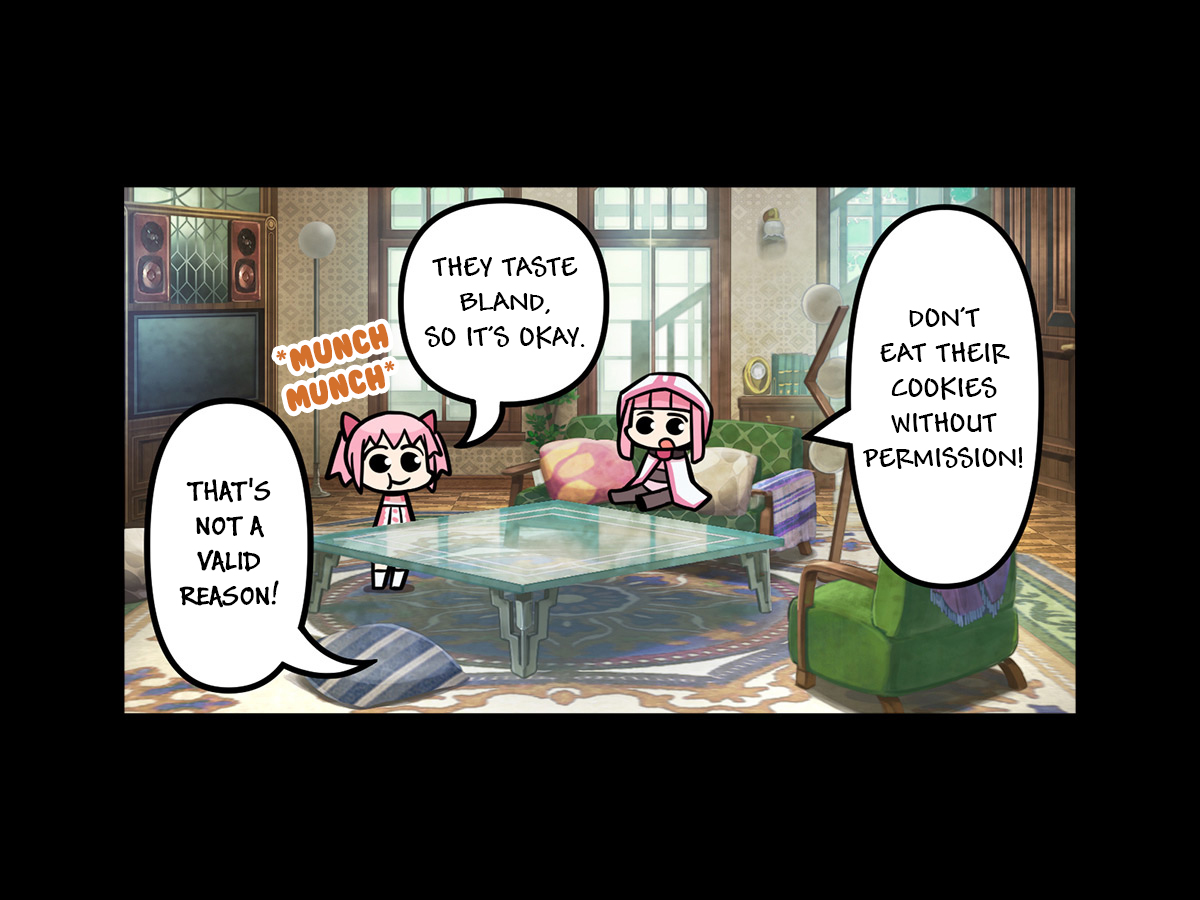 DON'T
EAT THEIR
COOKIES
WITHOUT
PERMISSION!
THEY TASTE
BLAND,
SO IT'S OKAY.
*MUNCH
MUNCH*
THAT'S
NOT A
VALID
REASON!